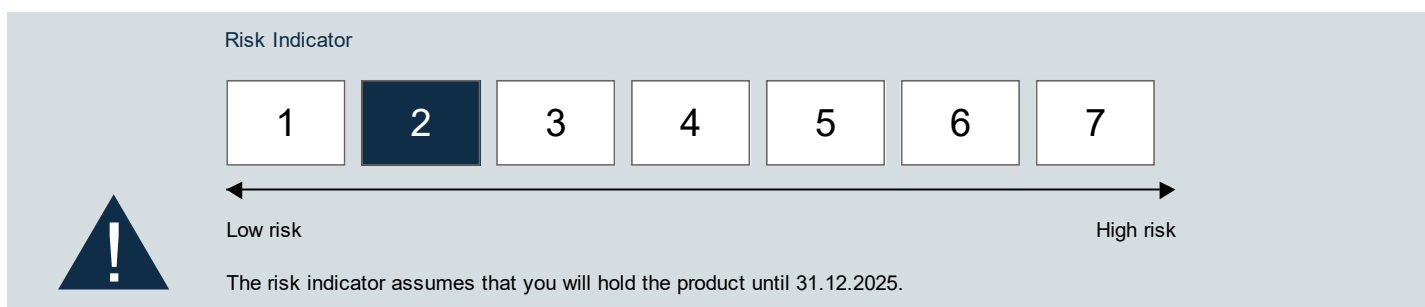 Risk Indicator
1 2 3 4 5 6 7
Low risk High risk
!
The risk indicator assumes that you will hold the product until 31.12.2025.